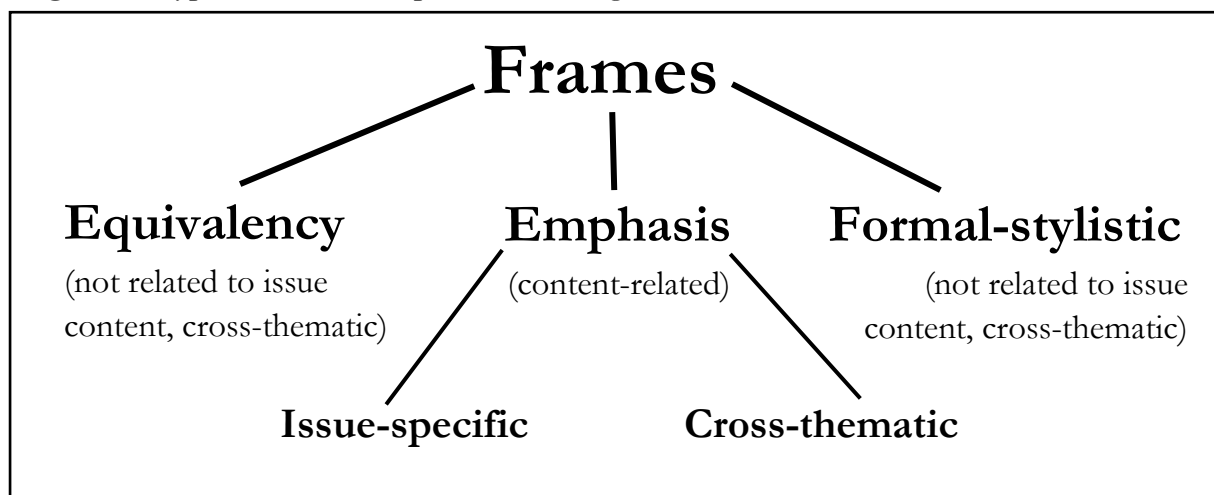 Frames
Equivalency
(not related to issue
content, cross-thematic)
Emphasis
(content-related)
Formal-stylistic
(not related to issue
content, cross-thematic)
Issue-specific
Cross-thematic